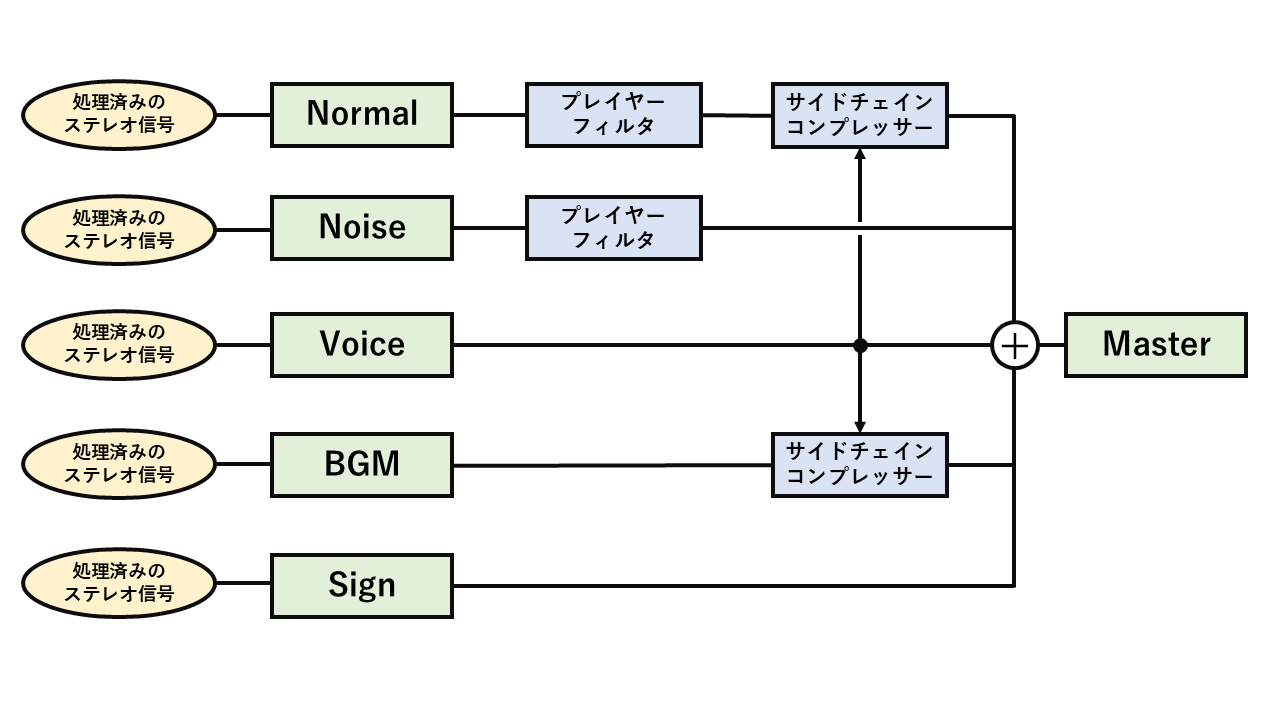 処理済みの
ステレオ信号
Normal
プレイヤー
フィルタ
サイドチェイン
コンプレッサー
処理済みの
ステレオ信号
Noise
プレイヤー
フィルタ
処理済みの
ステレオ信号
Voice
Master
処理済みの
ステレオ信号
BGM
サイドチェイン
コンプレッサー
処理済みの
ステレオ信号
Sign